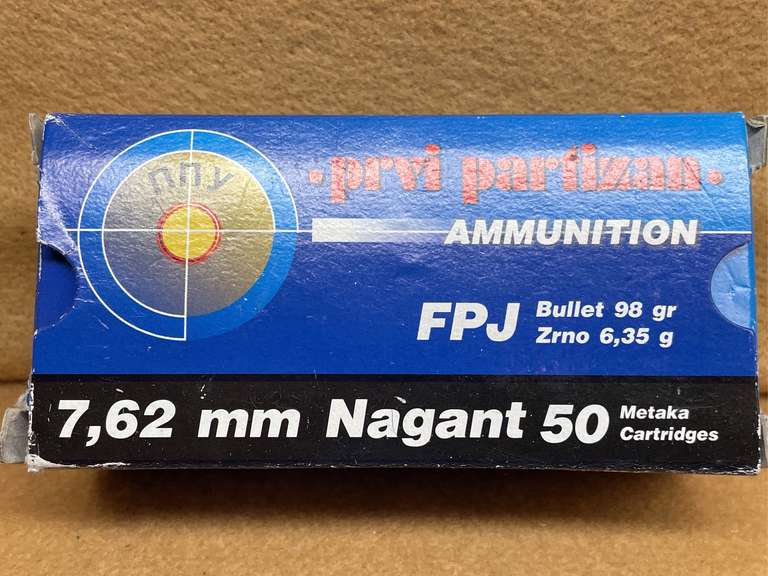 ППУ
·prvi partizan·
AMMUNITION
FPJ
Bullet 98 gr
Zrno 6,35 g
7,62 mm Nagant 50
Metaka
Cartridges